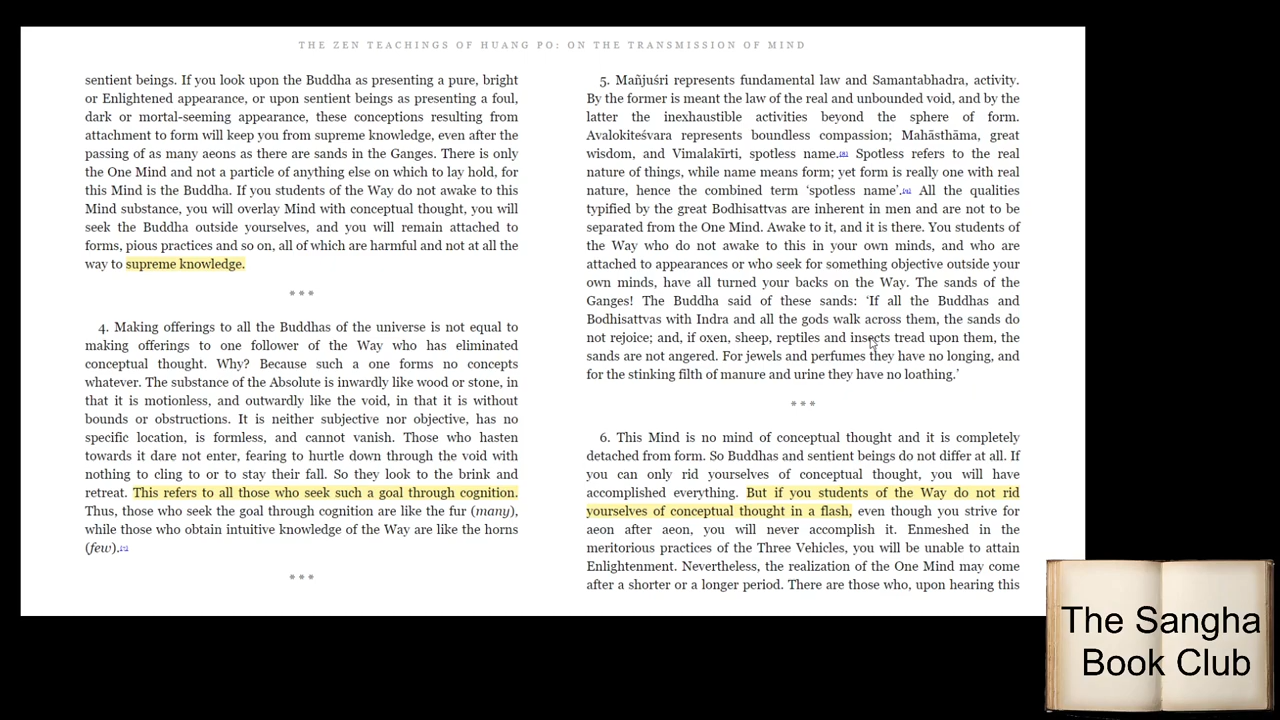 THE ZEN TEACHINGS OF HUANG PO: ON THE TRANSMISSION OF MIND
sentient beings. If you look upon the Buddha as presenting a pure, bright
or Enlightened appearance, or upon sentient beings as presenting a foul,
dark or mortal-seeming appearance, these conceptions resulting from
attachment to form will keep you from supreme knowledge, even after the
passing of as many aeons as there are sands in the Ganges. There is only
the One Mind and not a particle of anything else on which to lay hold, for
this Mind is the Buddha. If you students of the Way do not awake to this
Mind substance, you will overlay Mind with conceptual thought, you will
seek the Buddha outside yourselves, and you will remain attached to
forms, pious practices and so on, all of which are harmful and not at all the
way to supreme knowledge.
* * *
4. Making offerings to all the Buddhas of the universe is not equal to
making offerings to one follower of the Way who has eliminated
conceptual thought. Why? Because such a one forms no concepts
whatever. The substance of the Absolute is inwardly like wood or stone, in
that it is motionless, and outwardly like the void, in that it is without
bounds or obstructions. It is neither subjective nor objective, has no
specific location, is formless, and cannot vanish. Those who hasten
towards it dare not enter, fearing to hurtle down through the void with
nothing to cling to or to stay their fall. So they look to the brink and
retreat. This refers to all those who seek such a goal through cognition.
Thus, those who seek the goal through cognition are like the fur (many),
while those who obtain intuitive knowledge of the Way are like the horns
(few).[7]
* * *
5. Mañjuśri represents fundamental law and Samantabhadra, activity.
By the former is meant the law of the real and unbounded void, and by the
latter the inexhaustible activities beyond the sphere of form.
Avalokiteśvara represents boundless compassion; Mahāsthāma, great
wisdom, and Vimalakīrti, spotless name.[8] Spotless refers to the real
nature of things, while name means form; yet form is really one with real
nature, hence the combined term ‘spotless name’.[9] All the qualities
typified by the great Bodhisattvas are inherent in men and are not to be
separated from the One Mind. Awake to it, and it is there. You students of
the Way who do not awake to this in your own minds, and who are
attached to appearances or who seek for something objective outside your
own minds, have all turned your backs on the Way. The sands of the
Ganges! The Buddha said of these sands: ‘If all the Buddhas and
Bodhisattvas with Indra and all the gods walk across them, the sands do
not rejoice; and, if oxen, sheep, reptiles and insects tread upon them, the
sands are not angered. For jewels and perfumes they have no longing, and
for the stinking filth of manure and urine they have no loathing.’
* * *
6. This Mind is no mind of conceptual thought and it is completely
detached from form. So Buddhas and sentient beings do not differ at all. If
you can only rid yourselves of conceptual thought, you will have
accomplished everything. But if you students of the Way do not rid
yourselves of conceptual thought in a flash, even though you strive for
aeon after aeon, you will never accomplish it. Enmeshed in the
meritorious practices of the Three Vehicles, you will be unable to attain
Enlightenment. Nevertheless, the realization of the One Mind may come
after a shorter or a longer period. There are those who, upon hearing this
The Sangha
Book Club